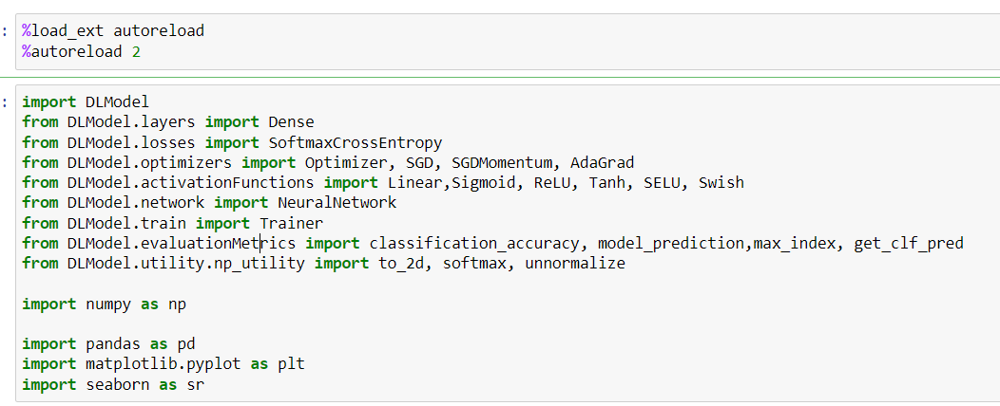 : %load_ext autoreload
%autoreload 2
: import DLModel
from DLModel.layers import Dense
from DLModel.losses import SoftmaxCrossEntropy
from DLModel.optimizers import Optimizer, SGD, SGDMomentum, AdaGrad
from DLModel.activationFunctions import Linear,Sigmoid, ReLU, Tanh, SELU, Swish
from DLModel.network import NeuralNetwork
from DLModel.train import Trainer
from DLModel.evaluationMetrics import classification_accuracy, model_prediction,max_index, get_clf_pred
from DLModel.utility.np_utility import to_2d, softmax, unnormalize
import numpy as np
import pandas as pd
import matplotlib.pyplot as plt
import seaborn as sr